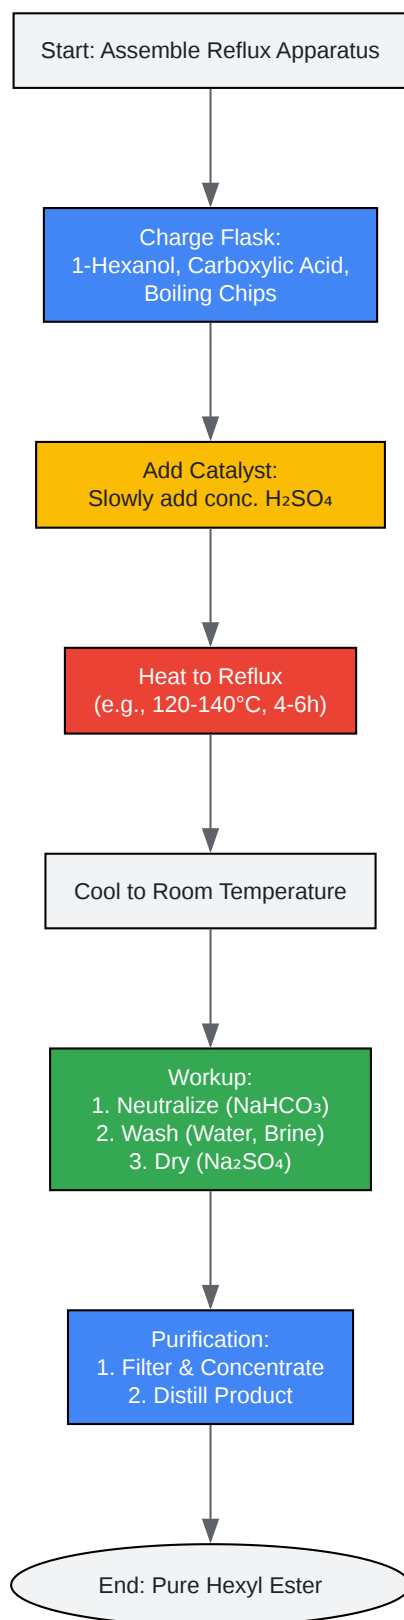 Start: Assemble Reflux Apparatus
Charge Flask:
1-Hexanol, Carboxylic Acid,
Boiling Chips
Add Catalyst:
Slowly add conc. H₂SO₄
Heat to Reflux
(e.g., 120-140°C, 4-6h)
Cool to Room Temperature
Workup:
1. Neutralize (NaHCO₃)
2. Wash (Water, Brine)
3. Dry (Na₂SO₄)
Purification:
1. Filter & Concentrate
2. Distill Product
End: Pure Hexyl Ester